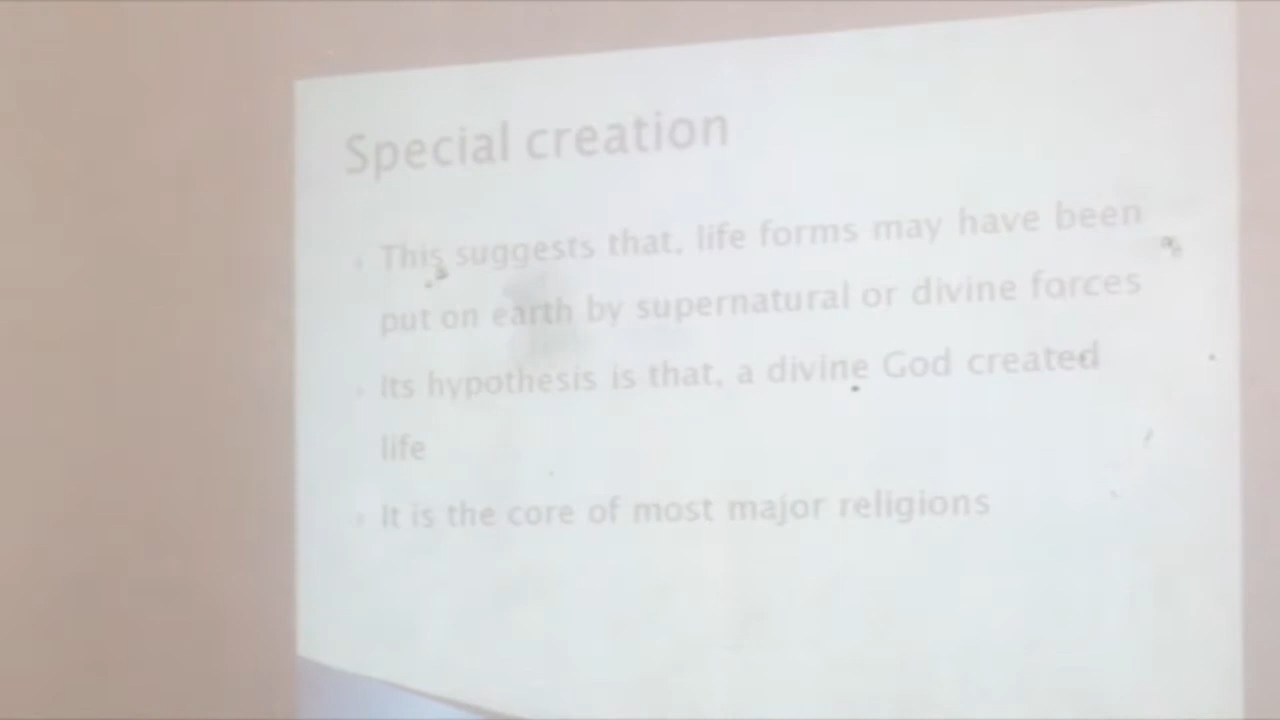 Special creation
This suggests that, life forms may have been
put on earth by supernatural or divine forces
Its hypothesis is that, a divine God created
life
It is the core of most major religions